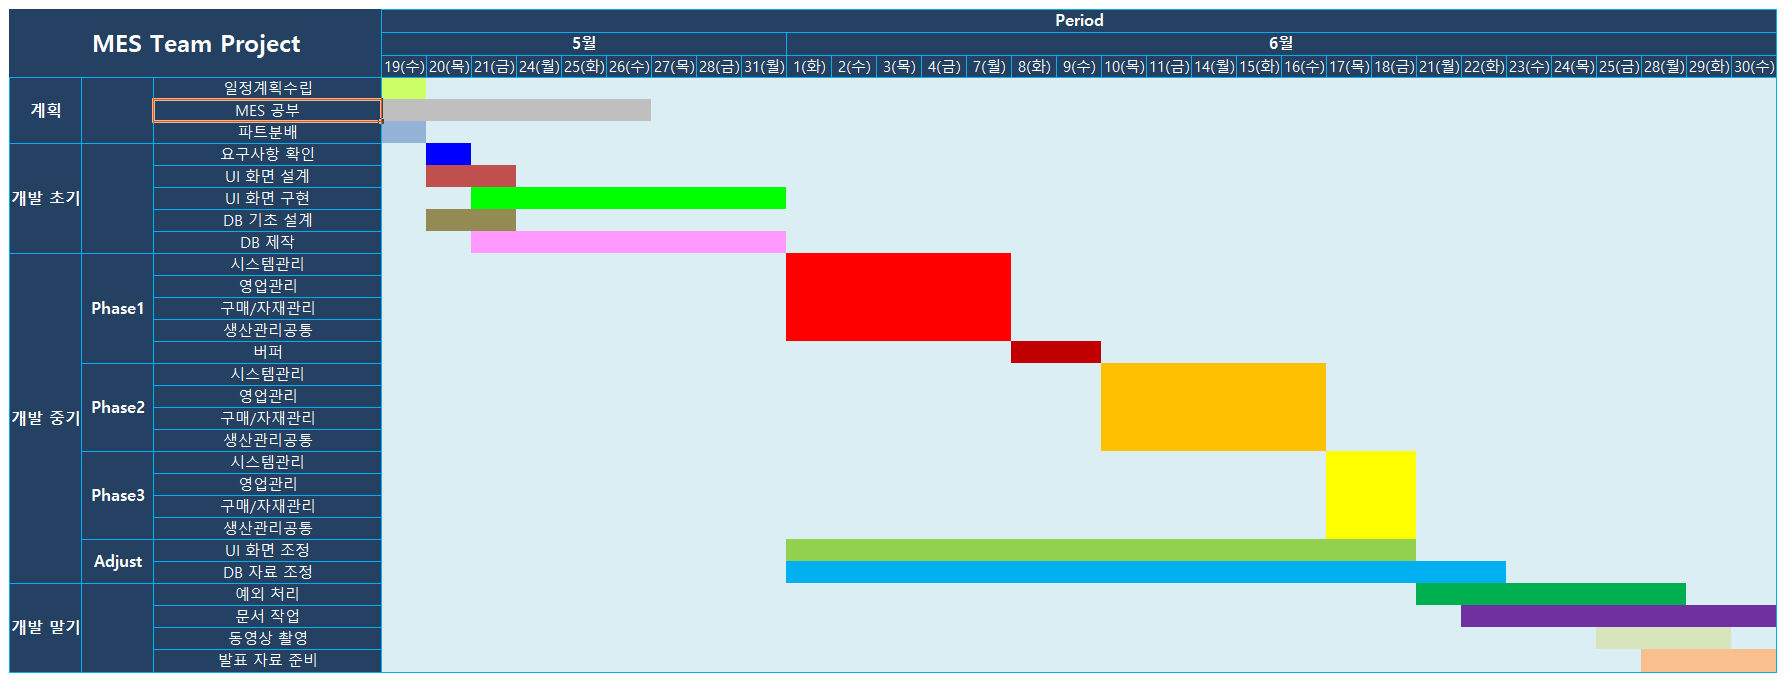 MES Team Project
Period
5월 6월
19(수) 20(목) 21(금) 24(월) 25(화) 26(수) 27(목) 28(금) 31(월) 1(화) 2(수) 3(목) 4(금) 7(월) 8(화) 9(수) 10(목) 11(금) 14(월) 15(화) 16(수) 17(목) 18(금) 21(월) 22(화) 23(수) 24(목) 25(금) 28(월) 29(화) 30(수)
계획
일정계획수립
MES 공부
파트분배
개발 초기
요구사항 확인
UI 화면 설계
UI 화면 구현
DB 기초 설계
DB 제작
개발 중기
Phase1
시스템관리
영업관리
구매/자재관리
생산관리공통
버퍼
Phase2
시스템관리
영업관리
구매/자재관리
생산관리공통
Phase3
시스템관리
영업관리
구매/자재관리
생산관리공통
Adjust
UI 화면 조정
DB 자료 조정
개발 말기
예외 처리
문서 작업
동영상 촬영
발표 자료 준비